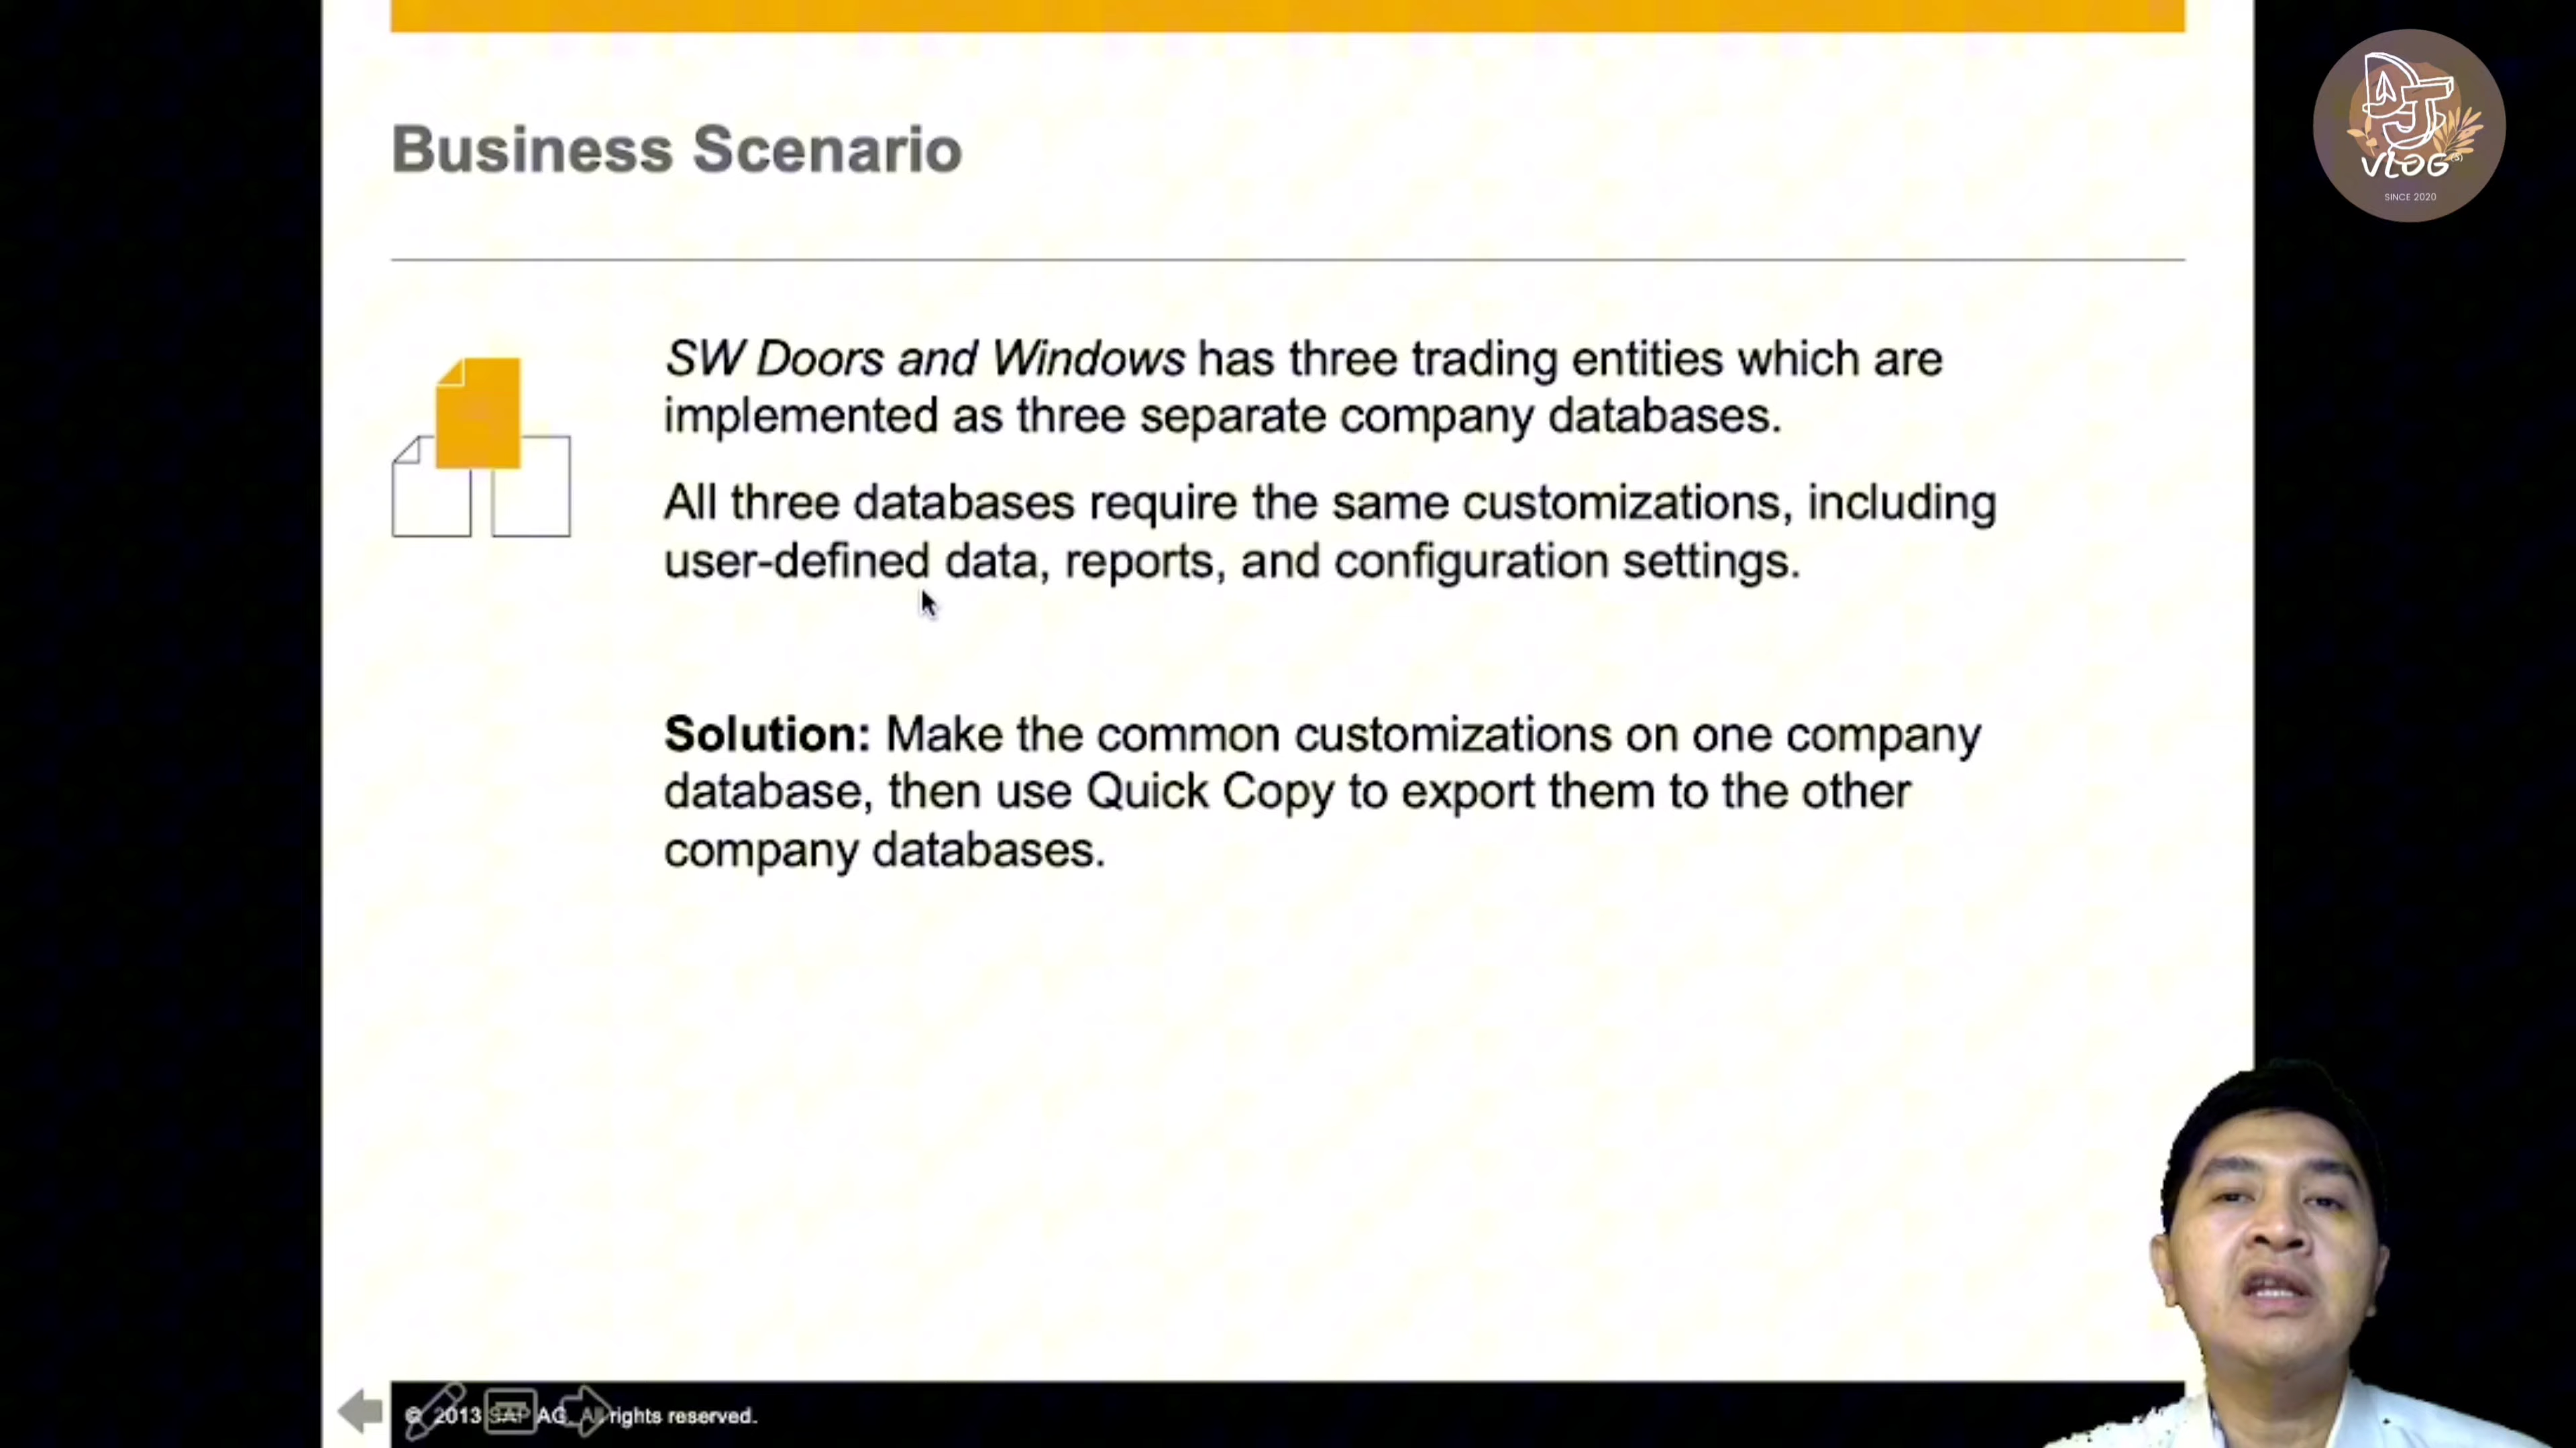 Business Scenario
DJ
VLOG
SINCE 2020
SW Doors and Windows has three trading entities which are
implemented as three separate company databases.
All three databases require the same customizations, including
user-defined data, reports, and configuration settings.
Solution: Make the common customizations on one company
database, then use Quick Copy to export them to the other
company databases.
© 2013 SAP AG. All rights reserved.